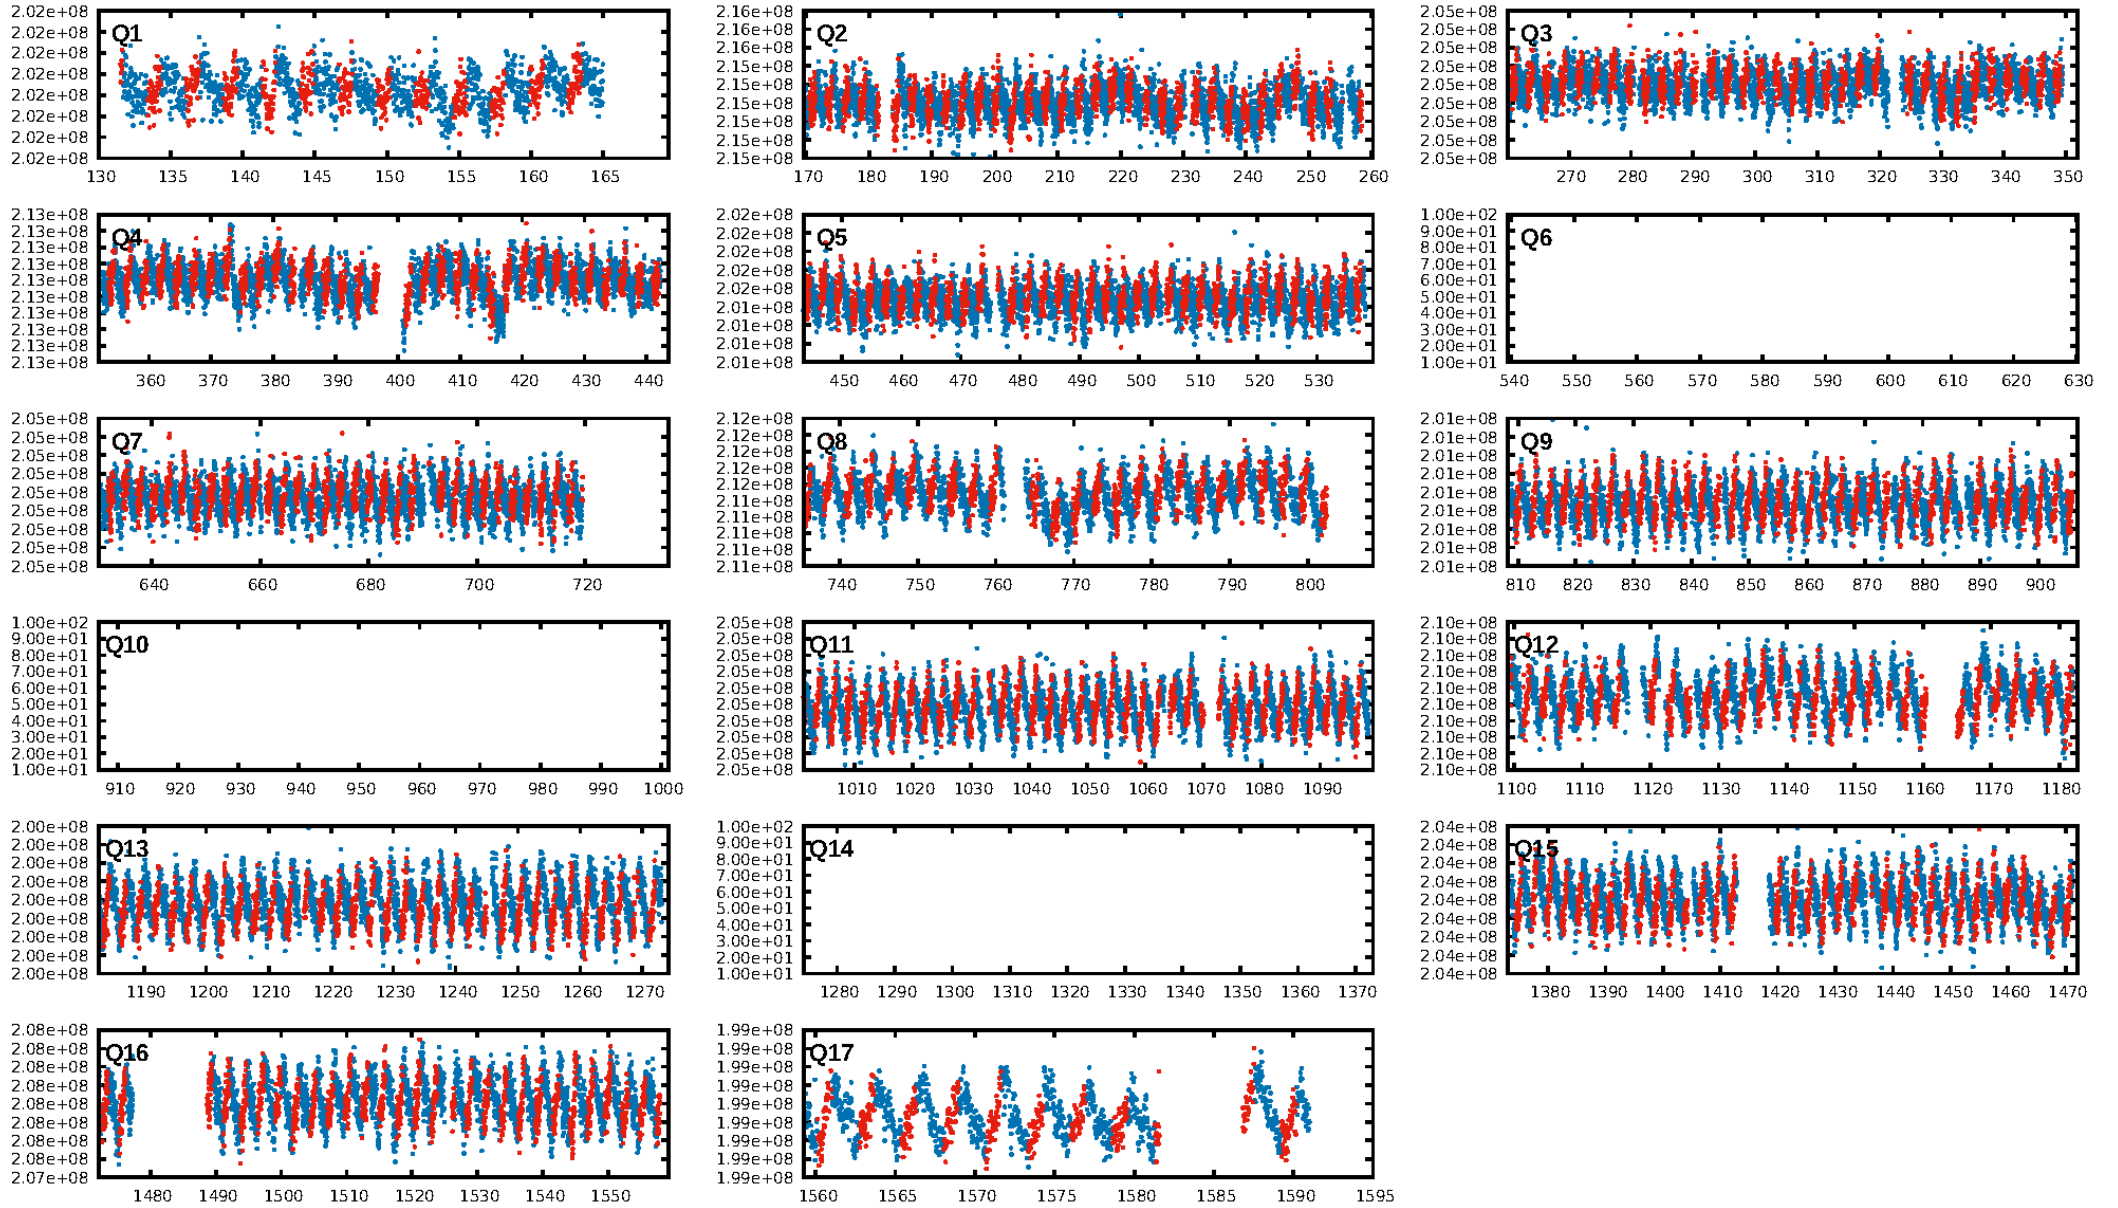 Q1
2.02e+08
2.02e+08
2.02e+08
2.02e+08
2.02e+08
2.02e+08
2.02e+08
2.02e+08
130 135 140 145 150 155 160 165
Q2
2.16e+08
2.16e+08
2.16e+08
2.15e+08
2.15e+08
2.15e+08
2.15e+08
2.15e+08
2.15e+08
170 180 190 200 210 220 230 240 250 260
Q3
2.05e+08
2.05e+08
2.05e+08
2.05e+08
2.05e+08
2.05e+08
2.05e+08
2.05e+08
2.05e+08
270 280 290 300 310 320 330 340 350
Q4
2.13e+08
2.13e+08
2.13e+08
2.13e+08
2.13e+08
2.13e+08
2.13e+08
2.13e+08
2.13e+08
2.13e+08
360 370 380 390 400 410 420 430 440
Q5
2.02e+08
2.02e+08
2.02e+08
2.02e+08
2.02e+08
2.01e+08
2.01e+08
2.01e+08
2.01e+08
450 460 470 480 490 500 510 520 530
Q6
1.00e+02
9.00e+01
8.00e+01
7.00e+01
6.00e+01
5.00e+01
4.00e+01
3.00e+01
2.00e+01
1.00e+01
540 550 560 570 580 590 600 610 620 630
Q7
2.05e+08
2.05e+08
2.05e+08
2.05e+08
2.05e+08
2.05e+08
2.05e+08
2.05e+08
2.05e+08
640 660 680 700 720
Q8
2.12e+08
2.12e+08
2.12e+08
2.12e+08
2.12e+08
2.11e+08
2.11e+08
2.11e+08
2.11e+08
2.11e+08
740 750 760 770 780 790 800
Q9
2.01e+08
2.01e+08
2.01e+08
2.01e+08
2.01e+08
2.01e+08
2.01e+08
2.01e+08
2.01e+08
810 820 830 840 850 860 870 880 890 900
Q10
1.00e+02
9.00e+01
8.00e+01
7.00e+01
6.00e+01
5.00e+01
4.00e+01
3.00e+01
2.00e+01
1.00e+01
910 920 930 940 950 960 970 980 990 1000
Q11
2.05e+08
2.05e+08
2.05e+08
2.05e+08
2.05e+08
2.05e+08
2.05e+08
2.05e+08
2.05e+08
2.05e+08
1010 1020 1030 1040 1050 1060 1070 1080 1090
Q12
2.10e+08
2.10e+08
2.10e+08
2.10e+08
2.10e+08
2.10e+08
2.10e+08
2.10e+08
2.10e+08
2.10e+08
1100 1110 1120 1130 1140 1150 1160 1170 1180
Q13
2.00e+08
2.00e+08
2.00e+08
2.00e+08
2.00e+08
2.00e+08
2.00e+08
2.00e+08
2.00e+08
1190 1200 1210 1220 1230 1240 1250 1260 1270
Q14
1.00e+02
9.00e+01
8.00e+01
7.00e+01
6.00e+01
5.00e+01
4.00e+01
3.00e+01
2.00e+01
1.00e+01
1280 1290 1300 1310 1320 1330 1340 1350 1360 1370
Q15
2.04e+08
2.04e+08
2.04e+08
2.04e+08
2.04e+08
2.04e+08
2.04e+08
2.04e+08
2.04e+08
1380 1390 1400 1410 1420 1430 1440 1450 1460 1470
Q16
2.08e+08
2.08e+08
2.08e+08
2.08e+08
2.08e+08
2.08e+08
2.08e+08
2.08e+08
2.07e+08
1480 1490 1500 1510 1520 1530 1540 1550
Q17
1.99e+08
1.99e+08
1.99e+08
1.99e+08
1.99e+08
1.99e+08
1.99e+08
1.99e+08
1.99e+08
1560 1565 1570 1575 1580 1585 1590 1595